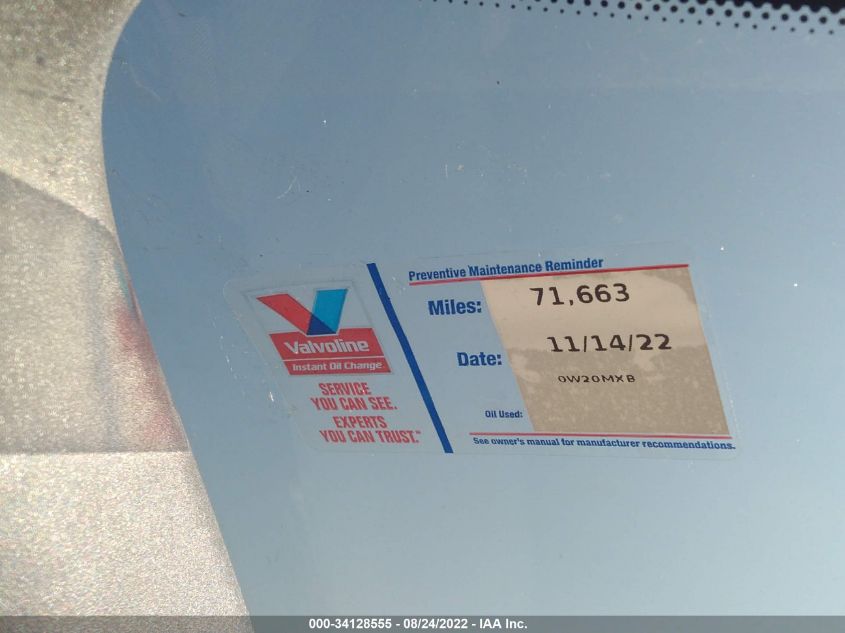 Valvoline
Instant Oil Change
SERVICE
YOU CAN SEE.
EXPERTS
YOU CAN TRUST.™
Preventive Maintenance Reminder
Miles: 71,663
Date: 11/14/22
0W20MXB
Oil Used:
See owner's manual for manufacturer recommendations.
000-34128555 - 08/24/2022 - IAA Inc.